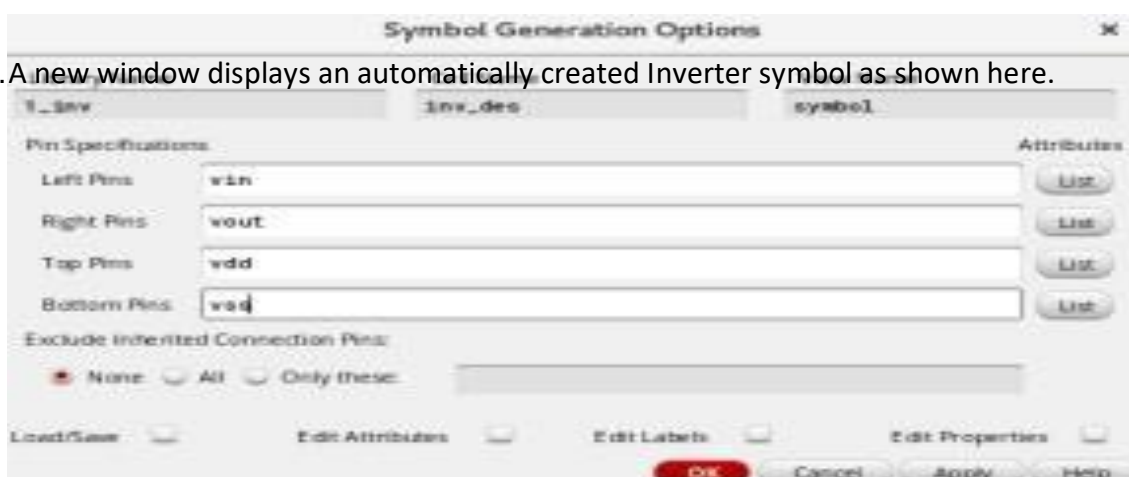 Symbol Generation Options
.A new window displays an automatically created Inverter symbol as shown here.
1_inv inv_des symbol
Pin Specifications Attributes
Left Pins vin List
Right Pins vout List
Top Pins vdd List
Bottom Pins List
Exclude Inherited Connection Pins:
None All Only these:
Load/Save Edit Attributes Edit Labels Edit Properties
OK Cancel Apply Help